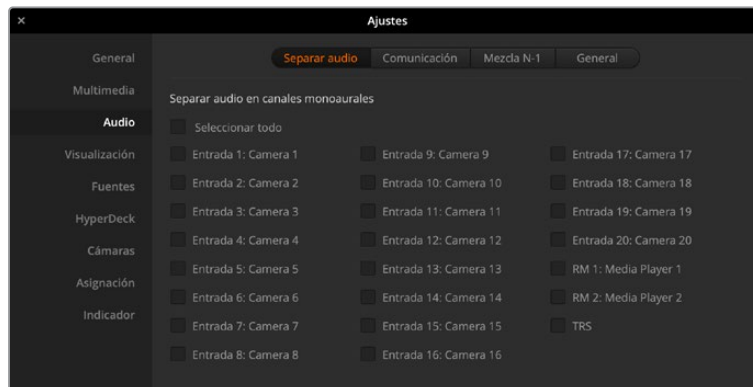 ×
Ajustes
General
Multimedia
Audio
Visualización
Fuentes
HyperDeck
Cámaras
Asignación
Indicador
Separar audio
Comunicación
Mezcla N-1
General
Separar audio en canales monoaurales
Seleccionar todo
Entrada 1: Camera 1
Entrada 2: Camera 2
Entrada 3: Camera 3
Entrada 4: Camera 4
Entrada 5: Camera 5
Entrada 6: Camera 6
Entrada 7: Camera 7
Entrada 8: Camera 8
Entrada 9: Camera 9
Entrada 10: Camera 10
Entrada 11: Camera 11
Entrada 12: Camera 12
Entrada 13: Camera 13
Entrada 14: Camera 14
Entrada 15: Camera 15
Entrada 16: Camera 16
Entrada 17: Camera 17
Entrada 18: Camera 18
Entrada 19: Camera 19
Entrada 20: Camera 20
RM 1: Media Player 1
RM 2: Media Player 2
TRS